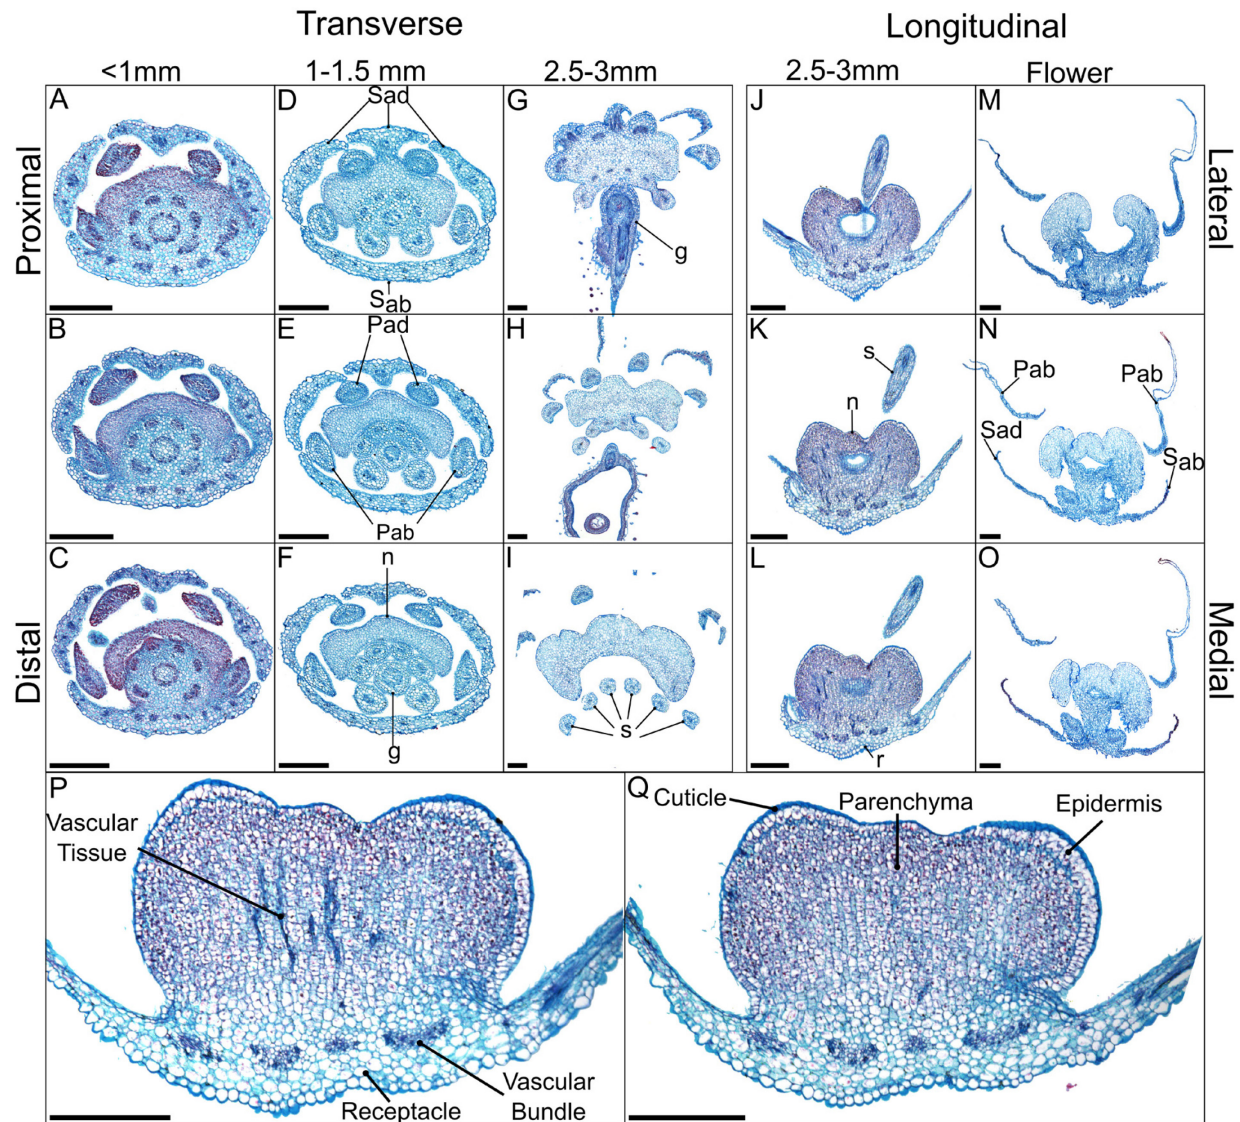 Transverse
Longitudinal
<1mm
1-1.5 mm
2.5-3mm
2.5-3mm
Flower
Proximal
Distal
Lateral
Medial
A
D
Sad
Sab
G
g
J
M
B
E
Pad
Pab
H
K
s
n
N
Pab
Pab
Sad
Sab
C
F
n
g
I
s
L
r
O
P
Vascular
Tissue
Receptacle
Vascular
Bundle
Q
Cuticle
Parenchyma
Epidermis